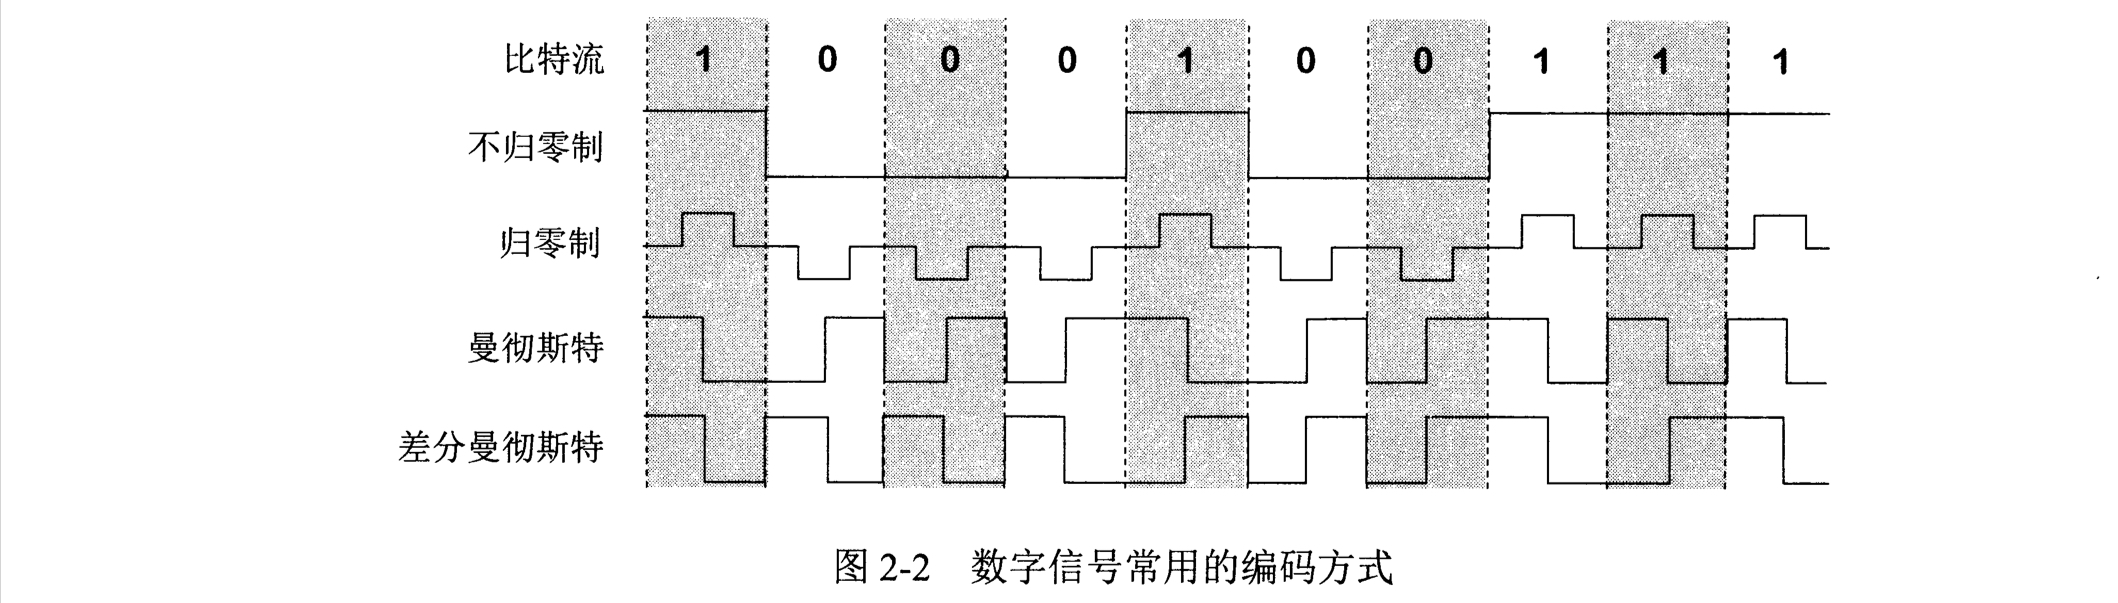 比特流 1 0 0 0 1 0 0 1 1 1
不归零制
归零制
曼彻斯特
差分曼彻斯特
图 2-2 数字信号常用的编码方式